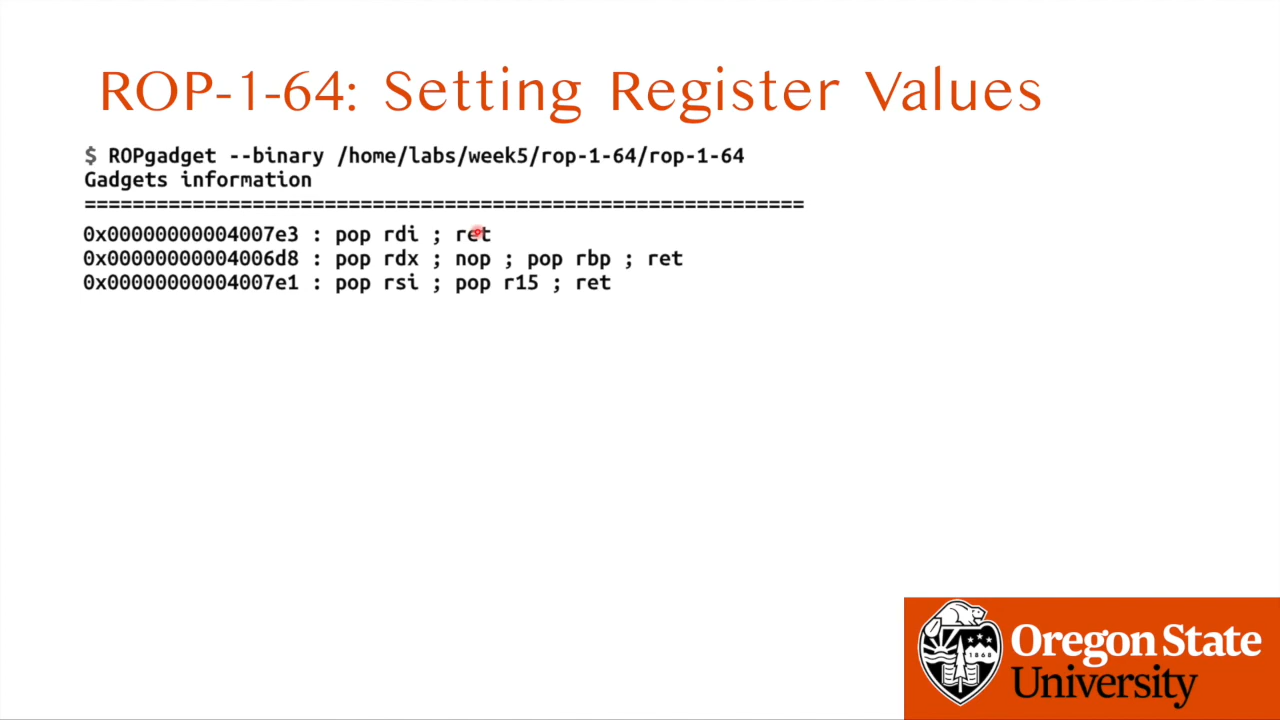 ROP-1-64: Setting Register Values
$ ROPgadget --binary /home/labs/week5/rop-1-64/rop-1-64
Gadgets information
============================================================
0x00000000004007e3 : pop rdi ; ret
0x00000000004006d8 : pop rdx ; nop ; pop rbp ; ret
0x00000000004007e1 : pop rsi ; pop r15 ; ret
1868
Oregon State
University